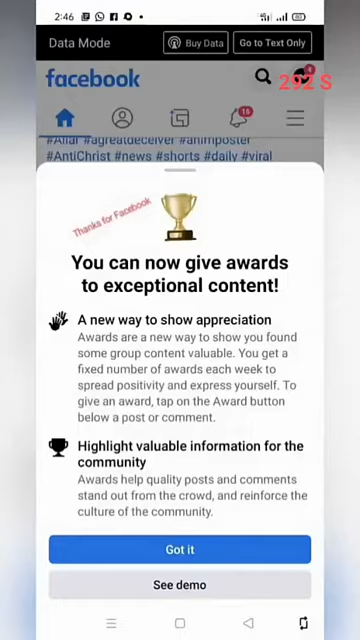 2:46
Data Mode
Buy Data
Go to Text Only
facebook
292 S
16
#Allah #agreatdeceiver #animposter
#AntiChrist #news #shorts #daily #viral
Thanks for Facebook
You can now give awards
to exceptional content!
A new way to show appreciation
Awards are a new way to show you found
some group content valuable. You get a
fixed number of awards each week to
spread positivity and express yourself. To
give an award, tap on the Award button
below a post or comment.
Highlight valuable information for the
community
Awards help quality posts and comments
stand out from the crowd, and reinforce the
culture of the community.
Got it
See demo